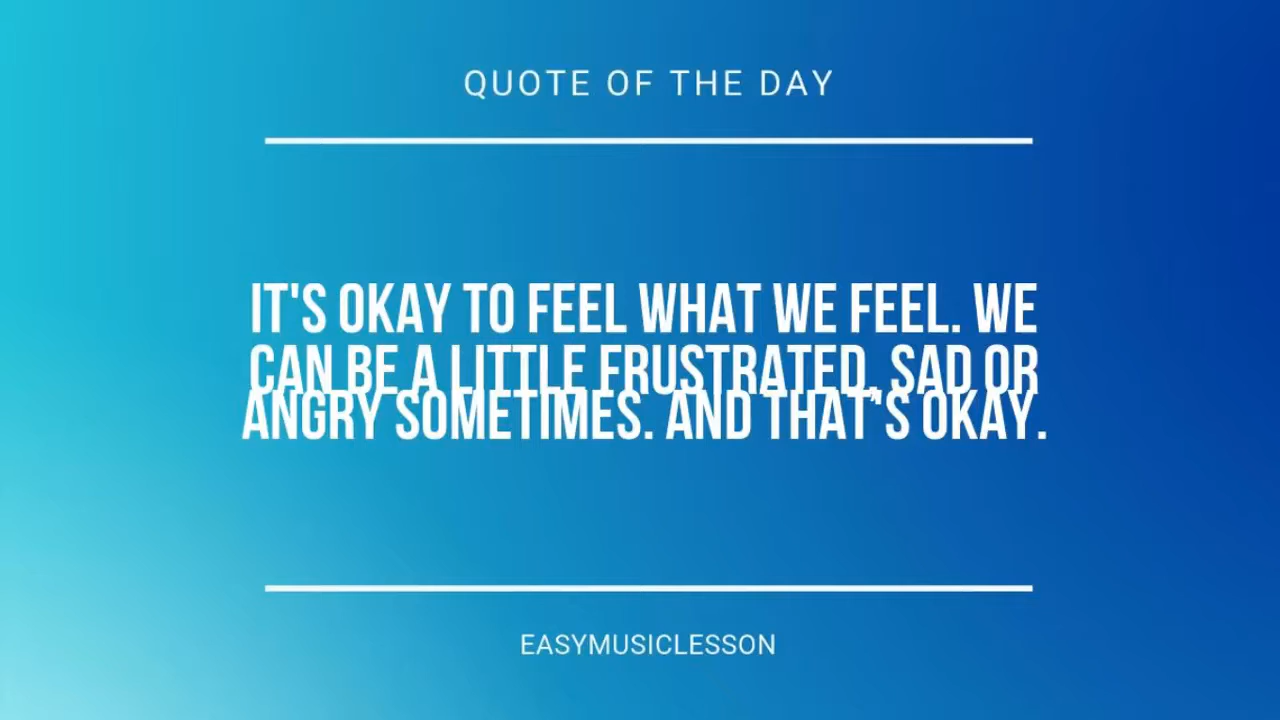 QUOTE OF THE DAY
IT'S OKAY TO FEEL WHAT WE FEEL. WE
CAN BE A LITTLE FRUSTRATED, SAD OR
ANGRY SOMETIMES. AND THAT'S OKAY.
EASYMUSICLESSON